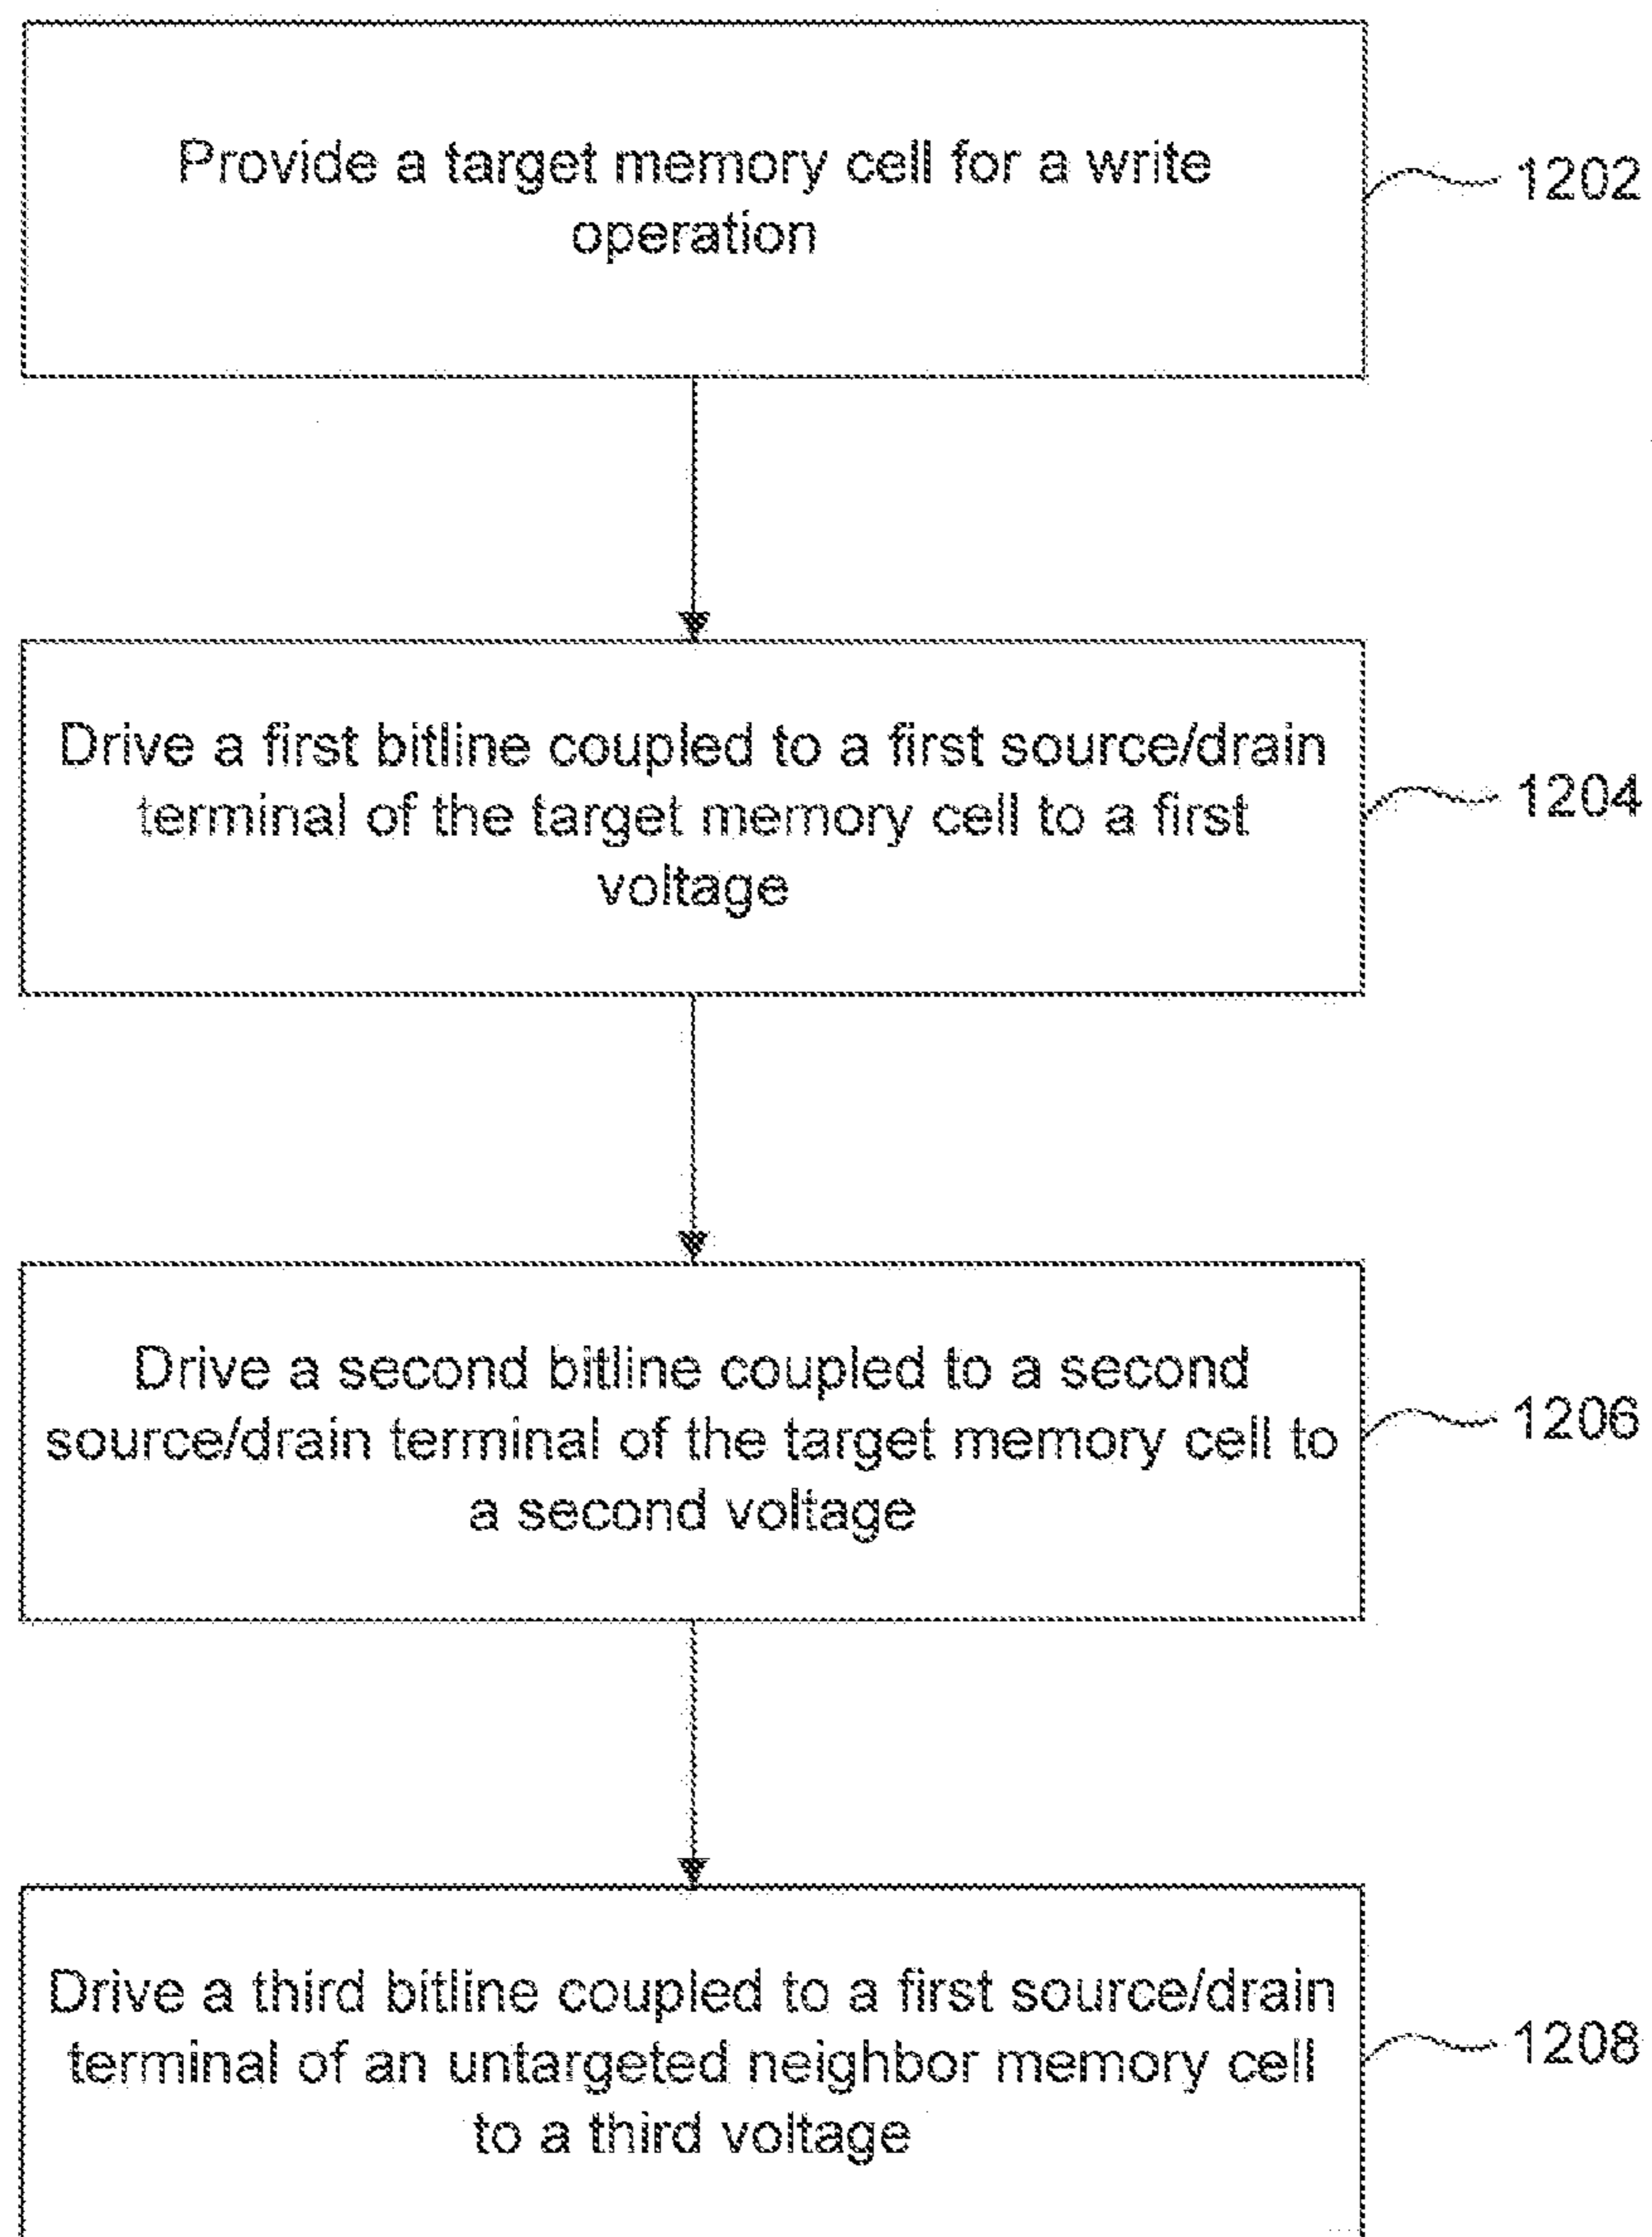 Provide a target memory cell for a write
operation
1202
Drive a first bitline coupled to a first source/drain
terminal of the target memory cell to a first
voltage
1204
Drive a second bitline coupled to a second
source/drain terminal of the target memory cell to
a second voltage
1206
Drive a third bitline coupled to a first source/drain
terminal of an untargeted neighbor memory cell
to a third voltage
1208